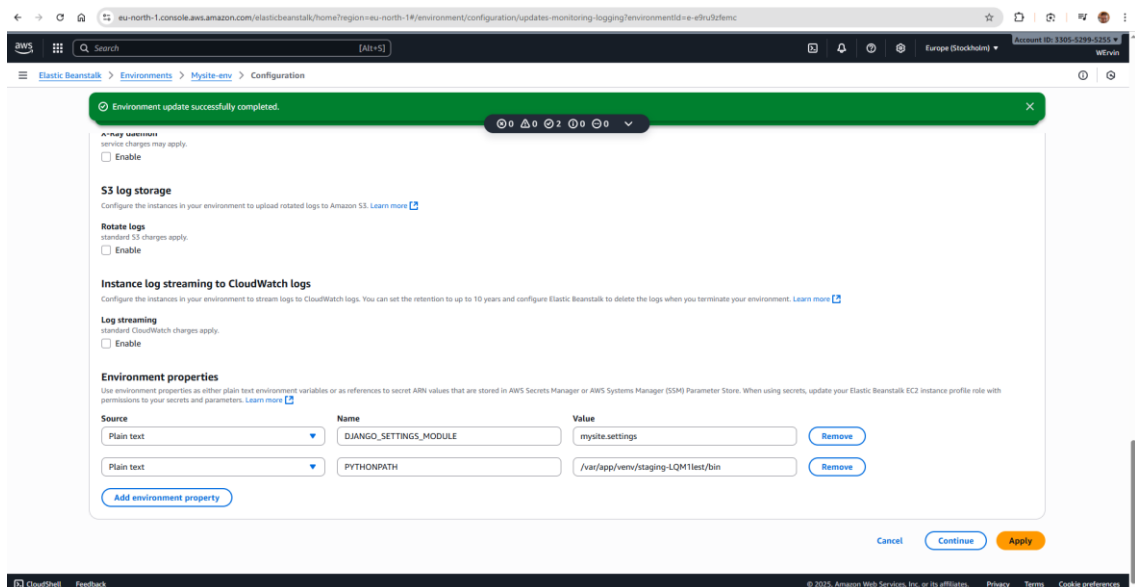 eu-north-1.console.aws.amazon.com/elasticbeanstalk/home?region=eu-north-1#/environment/configuration/updates-monitoring-logging?environmentId=e-e9ru9zfemc
aws
Search [Alt+S]
Europe (Stockholm)
Account ID: 3305-5299-5255
WErvin
Elastic Beanstalk > Environments > Mysite-env > Configuration
Environment update successfully completed.
0 0 2 0 0
X-Ray daemon
service charges may apply.
Enable
S3 log storage
Configure the instances in your environment to upload rotated logs to Amazon S3. Learn more
Rotate logs
standard S3 charges apply.
Enable
Instance log streaming to CloudWatch logs
Configure the instances in your environment to stream logs to CloudWatch logs. You can set the retention to up to 10 years and configure Elastic Beanstalk to delete the logs when you terminate your environment. Learn more
Log streaming
standard CloudWatch charges apply.
Enable
Environment properties
Use environment properties as either plain text environment variables or as references to secret ARN values that are stored in AWS Secrets Manager or AWS Systems Manager (SSM) Parameter Store. When using secrets, update your Elastic Beanstalk EC2 instance profile role with
permissions to your secrets and parameters. Learn more
Source Name Value
Plain text DJANGO_SETTINGS_MODULE mysite.settings Remove
Plain text PYTHONPATH /var/app/venv/staging-LQM1lest/bin Remove
Add environment property
Cancel Continue Apply
CloudShell Feedback © 2025, Amazon Web Services, Inc. or its affiliates. Privacy Terms Cookie preferences